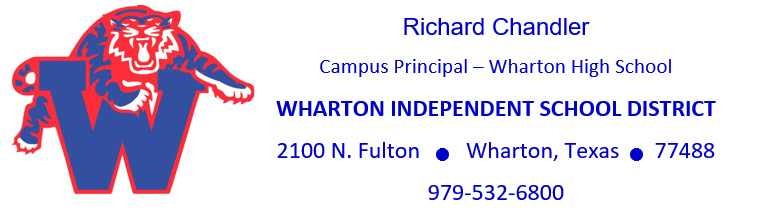 W
Richard Chandler
Campus Principal – Wharton High School
WHARTON INDEPENDENT SCHOOL DISTRICT
2100 N. Fulton ● Wharton, Texas ● 77488
979-532-6800